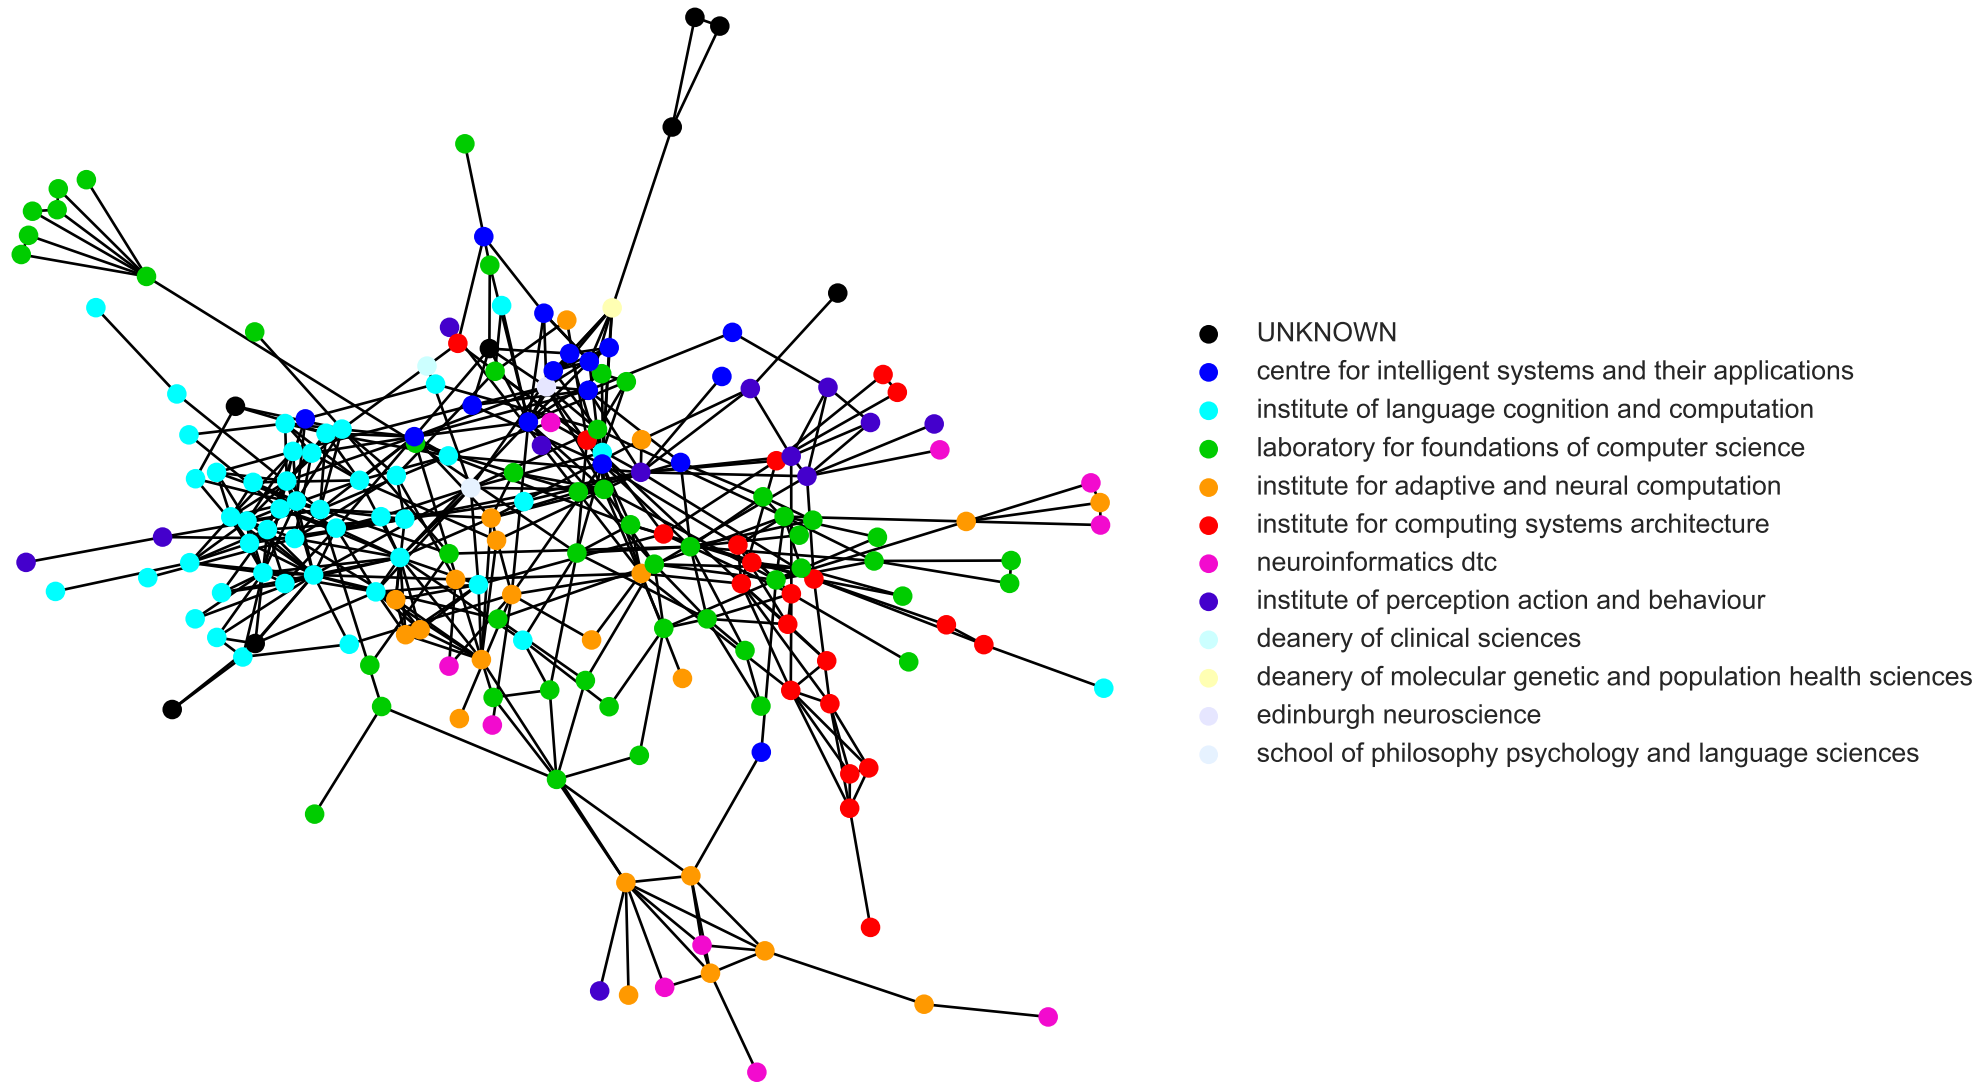 UNKNOWN
centre for intelligent systems and their applications
institute of language cognition and computation
laboratory for foundations of computer science
institute for adaptive and neural computation
institute for computing systems architecture
neuroinformatics dtc
institute of perception action and behaviour
deanery of clinical sciences
deanery of molecular genetic and population health sciences
edinburgh neuroscience
school of philosophy psychology and language sciences